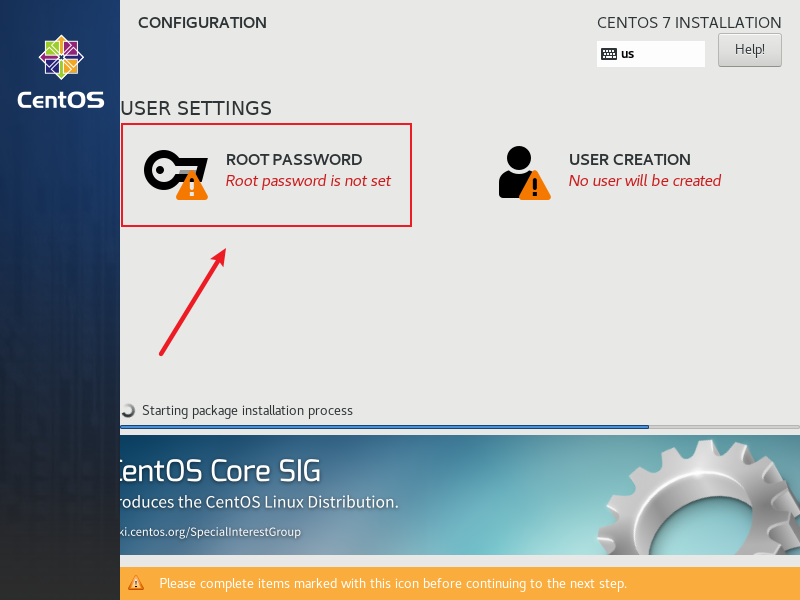 CONFIGURATION
CENTOS 7 INSTALLATION
us
Help!
CentOS
USER SETTINGS
ROOT PASSWORD
Root password is not set
USER CREATION
No user will be created
Starting package installation process
CentOS Core SIG
roduces the CentOS Linux Distribution.
ki.centos.org/SpecialInterestGroup
Please complete items marked with this icon before continuing to the next step.